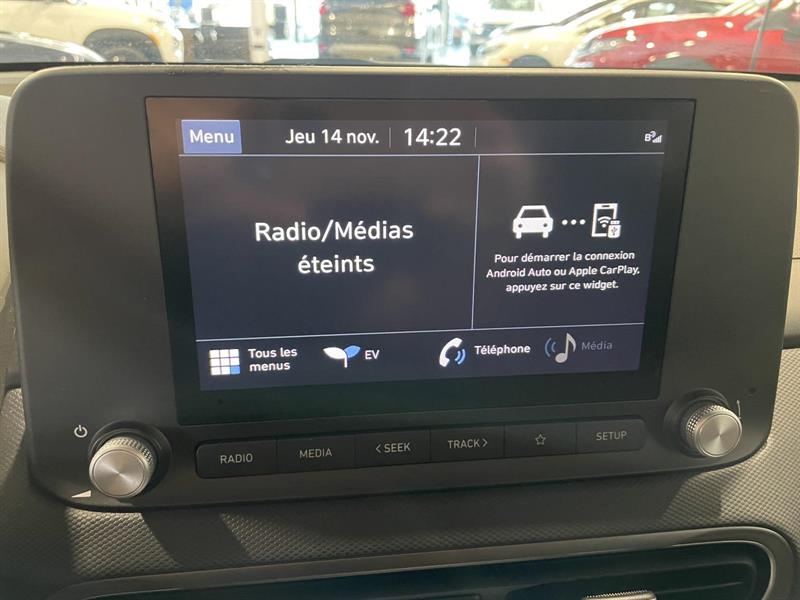 Menu Jeu 14 nov. 14:22
Radio/Médias
éteints
Pour démarrer la connexion
Android Auto ou Apple CarPlay,
appuyez sur ce widget.
Tous les
menus
EV
Téléphone
Média
RADIO MEDIA < SEEK TRACK > SETUP